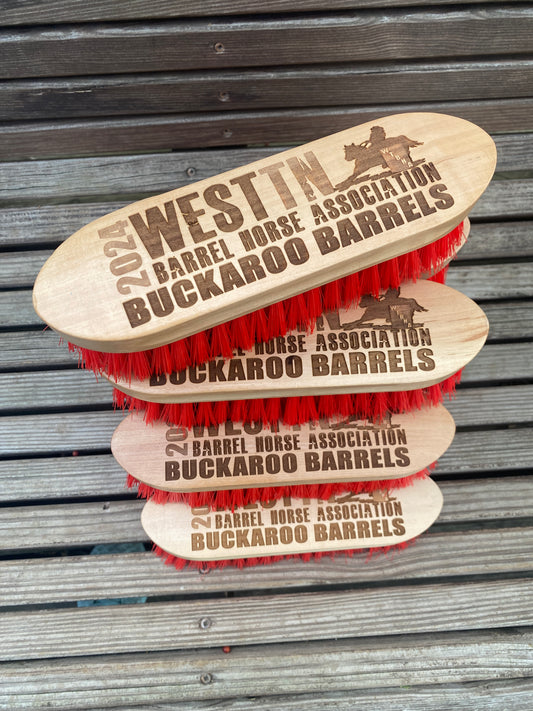 2024
WESTTN
BARREL HORSE ASSOCIATION
BUCKAROO BARRELS
HORSE ASSOCIATION
BUCKAROO BARRELS
BARREL HORSE ASSOCIATION
BUCKAROO BARRELS
BARREL HORSE ASSOCIATION
BUCKAROO BARRELS